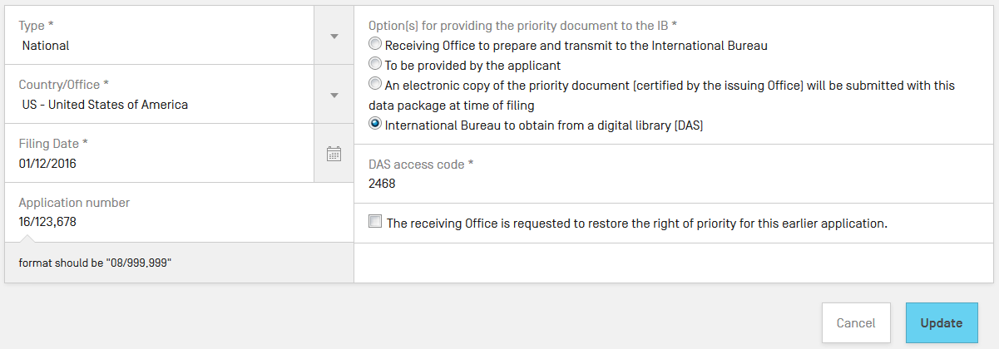 Type *
National
Country/Office *
US - United States of America
Filing Date *
01/12/2016
Application number
16/123,678
format should be "08/999,999"
Option(s) for providing the priority document to the IB *
Receiving Office to prepare and transmit to the International Bureau
To be provided by the applicant
An electronic copy of the priority document (certified by the issuing Office) will be submitted with this
data package at time of filing
International Bureau to obtain from a digital library (DAS)
DAS access code *
2468
The receiving Office is requested to restore the right of priority for this earlier application.
Cancel
Update